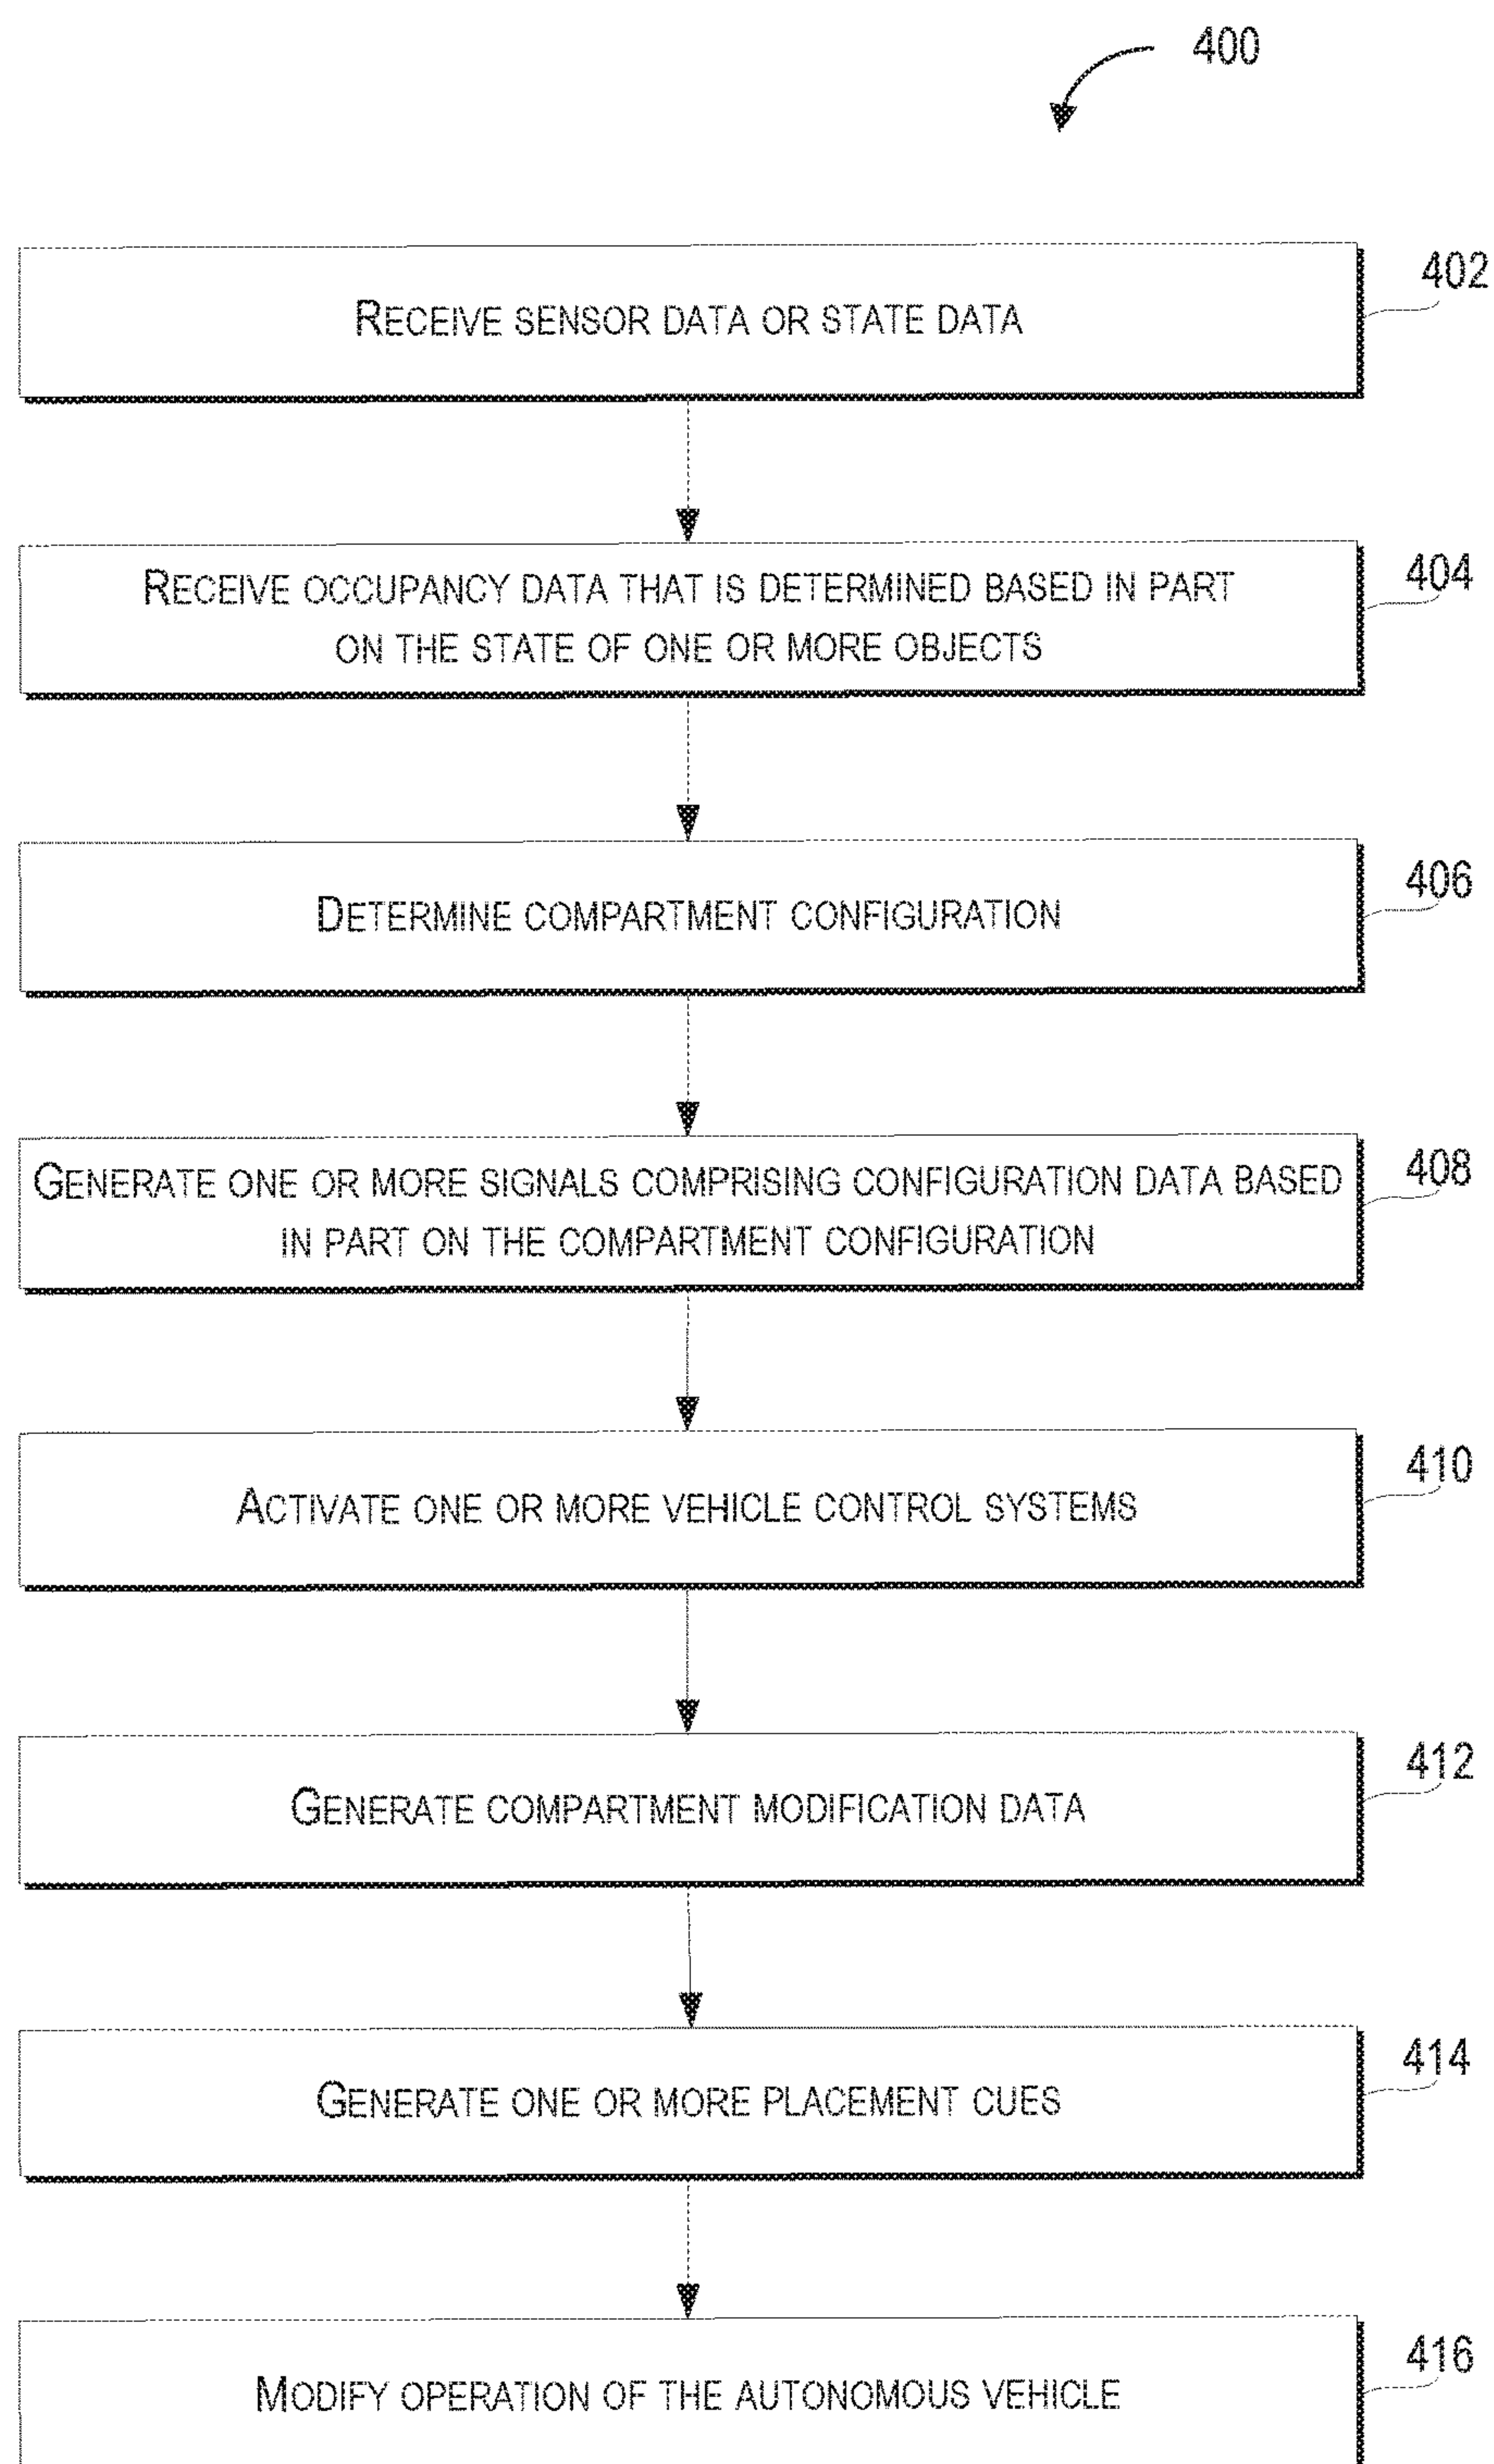 400
RECEIVE SENSOR DATA OR STATE DATA
402
RECEIVE OCCUPANCY DATA THAT IS DETERMINED BASED IN PART
ON THE STATE OF ONE OR MORE OBJECTS
404
DETERMINE COMPARTMENT CONFIGURATION
406
GENERATE ONE OR MORE SIGNALS COMPRISING CONFIGURATION DATA BASED
IN PART ON THE COMPARTMENT CONFIGURATION
408
ACTIVATE ONE OR MORE VEHICLE CONTROL SYSTEMS
410
GENERATE COMPARTMENT MODIFICATION DATA
412
GENERATE ONE OR MORE PLACEMENT CUES
414
MODIFY OPERATION OF THE AUTONOMOUS VEHICLE
416